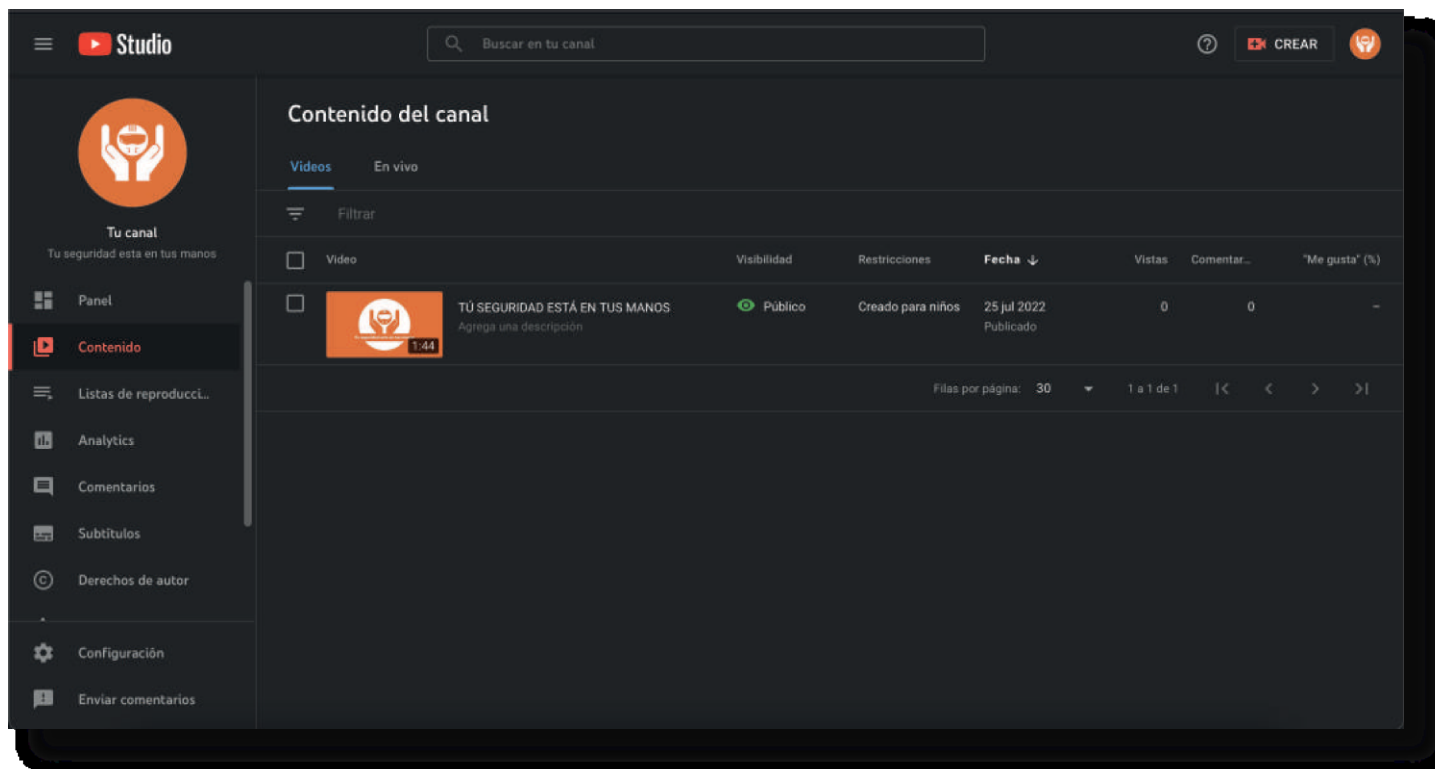 Studio
Buscar en tu canal
CREAR
Tu canal
Tu seguridad esta en tus manos
Panel
Contenido
Listas de reproducci...
Analytics
Comentarios
Subtítulos
Derechos de autor
Configuración
Enviar comentarios
Contenido del canal
Videos
En vivo
Filtrar
Video Visibilidad Restricciones Fecha Vistas Comentar... "Me gusta" (%)
TÚ SEGURIDAD ESTÁ EN TUS MANOS Público Creado para niños 25 jul 2022 0 0 –
Agrega una descripción Publicado
1:44
Filas por página: 30 1 a 1 de 1